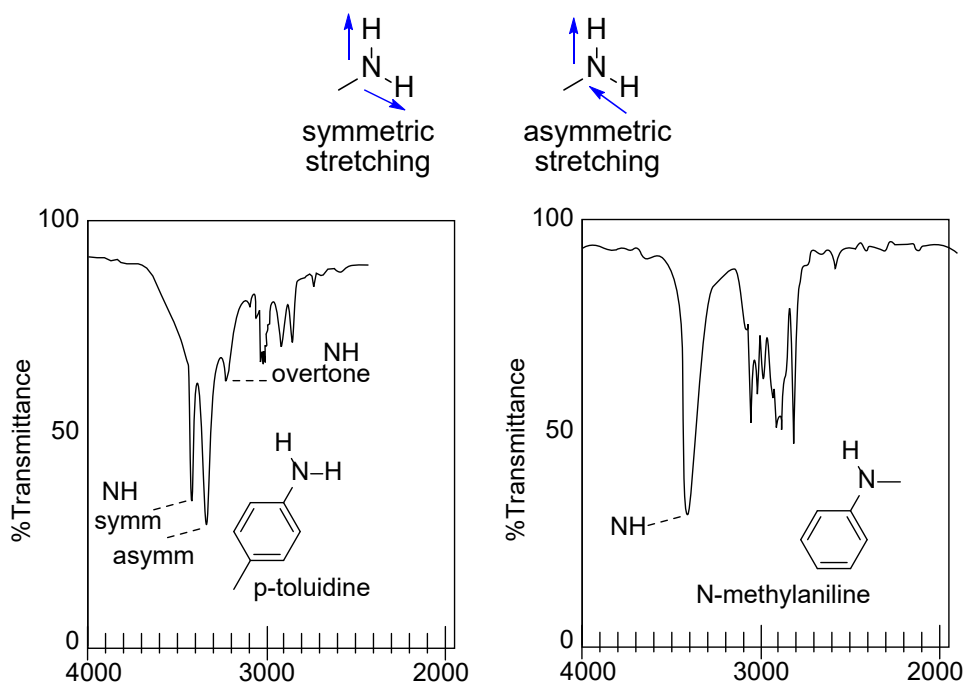 H
N
H
symmetric
stretching
H
N
H
asymmetric
stretching
100
50
0
%Transmittance
NH
overtone
NH
symm
asymm
H
N–H
p-toluidine
4000
3000
2000
100
50
0
%Transmittance
NH
H
N
N-methylaniline
4000
3000
2000